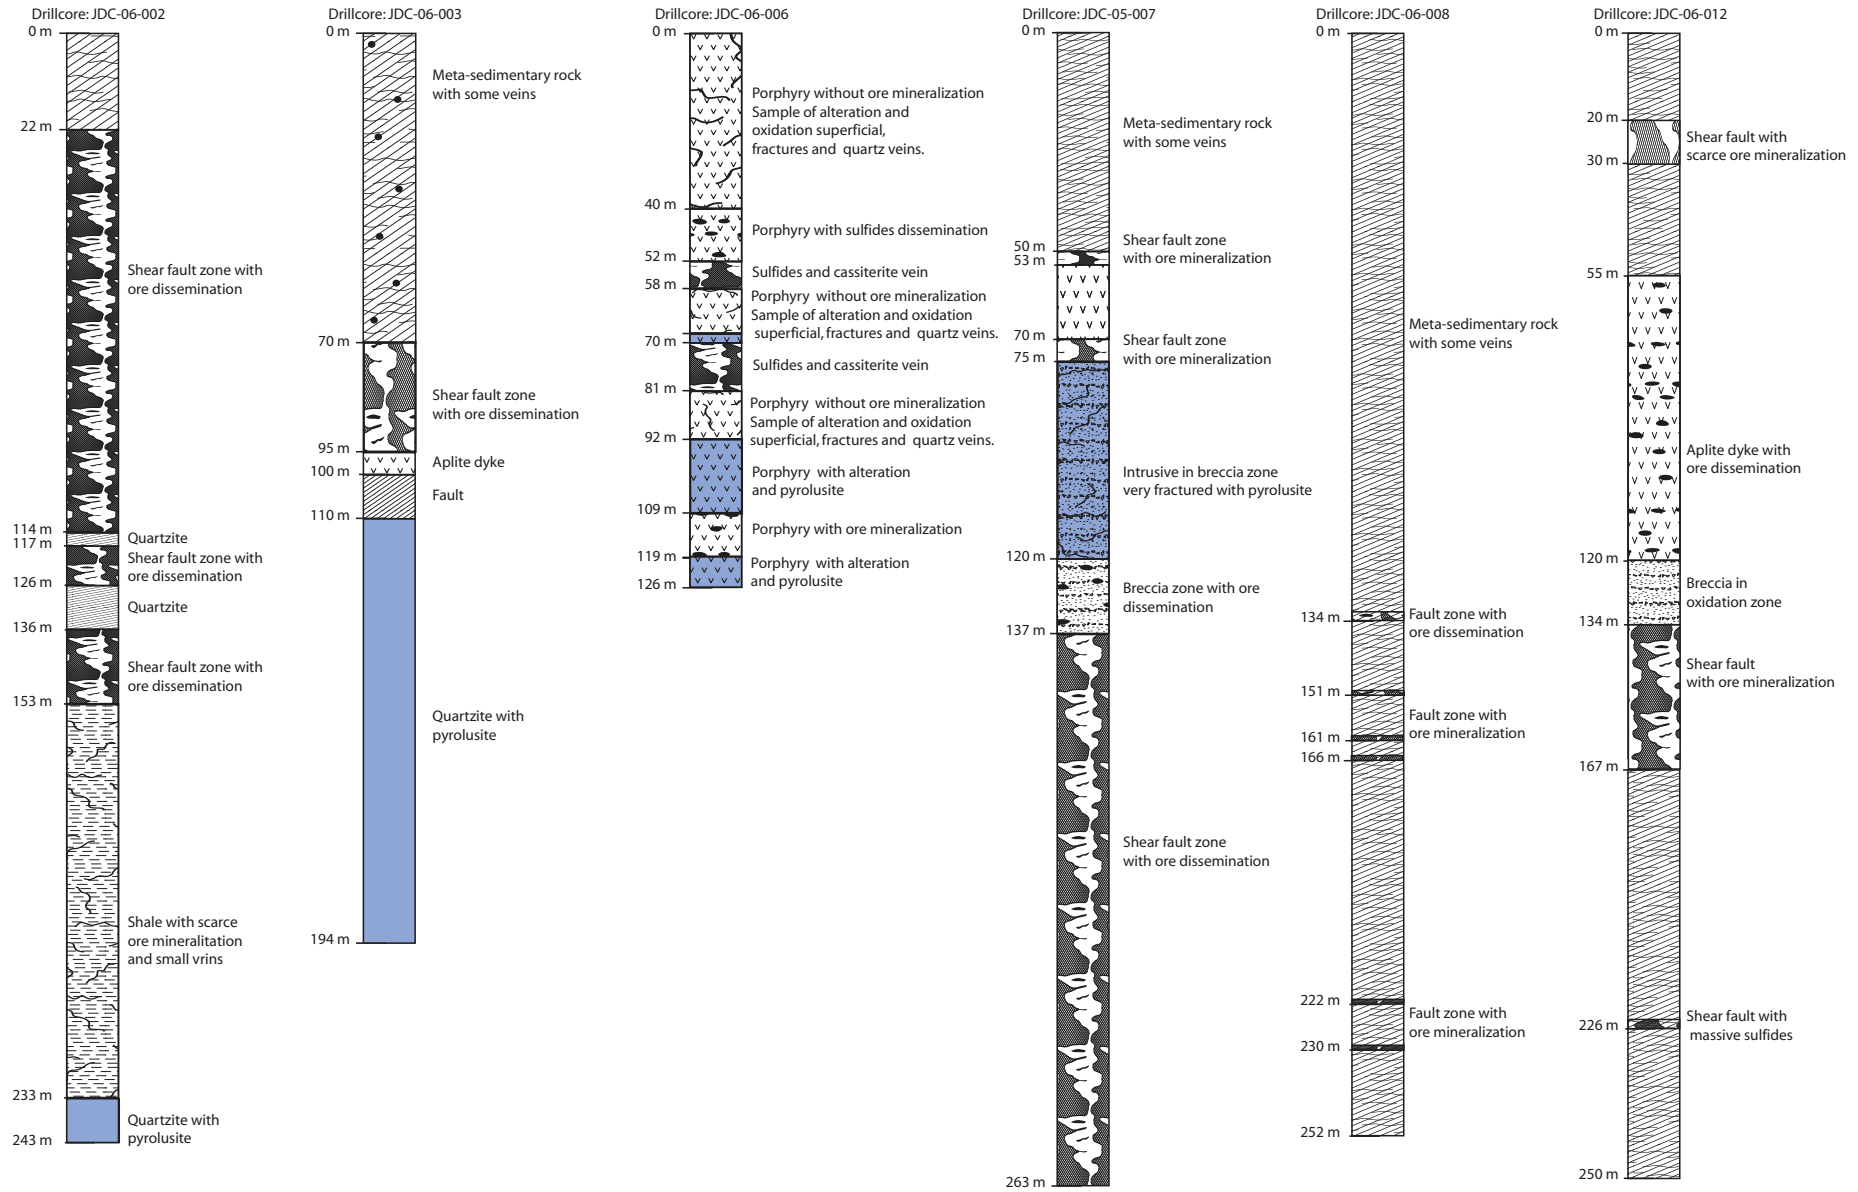 Drillcore: JDC-06-002
0 m
22 m
Shear fault zone with
ore dissemination
114 m
Quartzite
117 m
Shear fault zone with
ore dissemination
126 m
Quartzite
136 m
Shear fault zone with
ore dissemination
153 m
Shale with scarce
ore mineralitation
and small vrins
233 m
Quartzite with
pyrolusite
243 m
Drillcore: JDC-06-003
0 m
Meta-sedimentary rock
with some veins
70 m
Shear fault zone
with ore dissemination
95 m
Aplite dyke
100 m
Fault
110 m
Quartzite with
pyrolusite
194 m
Drillcore: JDC-06-006
0 m
Porphyry without ore mineralization
Sample of alteration and
oxidation superficial,
fractures and quartz veins.
40 m
Porphyry with sulfides dissemination
52 m
Sulfides and cassiterite vein
58 m
Porphyry without ore mineralization
Sample of alteration and oxidation
superficial, fractures and quartz veins.
70 m
Sulfides and cassiterite vein
81 m
Porphyry without ore mineralization
Sample of alteration and oxidation
superficial, fractures and quartz veins.
92 m
Porphyry with alteration
and pyrolusite
109 m
Porphyry with ore mineralization
119 m
Porphyry with alteration
and pyrolusite
126 m
Drillcore: JDC-05-007
0 m
Meta-sedimentary rock
with some veins
50 m
Shear fault zone
with ore mineralization
53 m
70 m
Shear fault zone
with ore mineralization
75 m
Intrusive in breccia zone
very fractured with pyrolusite
120 m
Breccia zone with ore
dissemination
137 m
Shear fault zone
with ore dissemination
263 m
Drillcore: JDC-06-008
0 m
Meta-sedimentary rock
with some veins
134 m
Fault zone with
ore dissemination
151 m
Fault zone with
ore mineralization
161 m
166 m
222 m
Fault zone with
ore mineralization
230 m
252 m
Drillcore: JDC-06-012
0 m
20 m
Shear fault with
scarce ore mineralization
30 m
55 m
Aplite dyke with
ore dissemination
120 m
Breccia in
oxidation zone
134 m
Shear fault
with ore mineralization
167 m
Shear fault with
massive sulfides
226 m
250 m